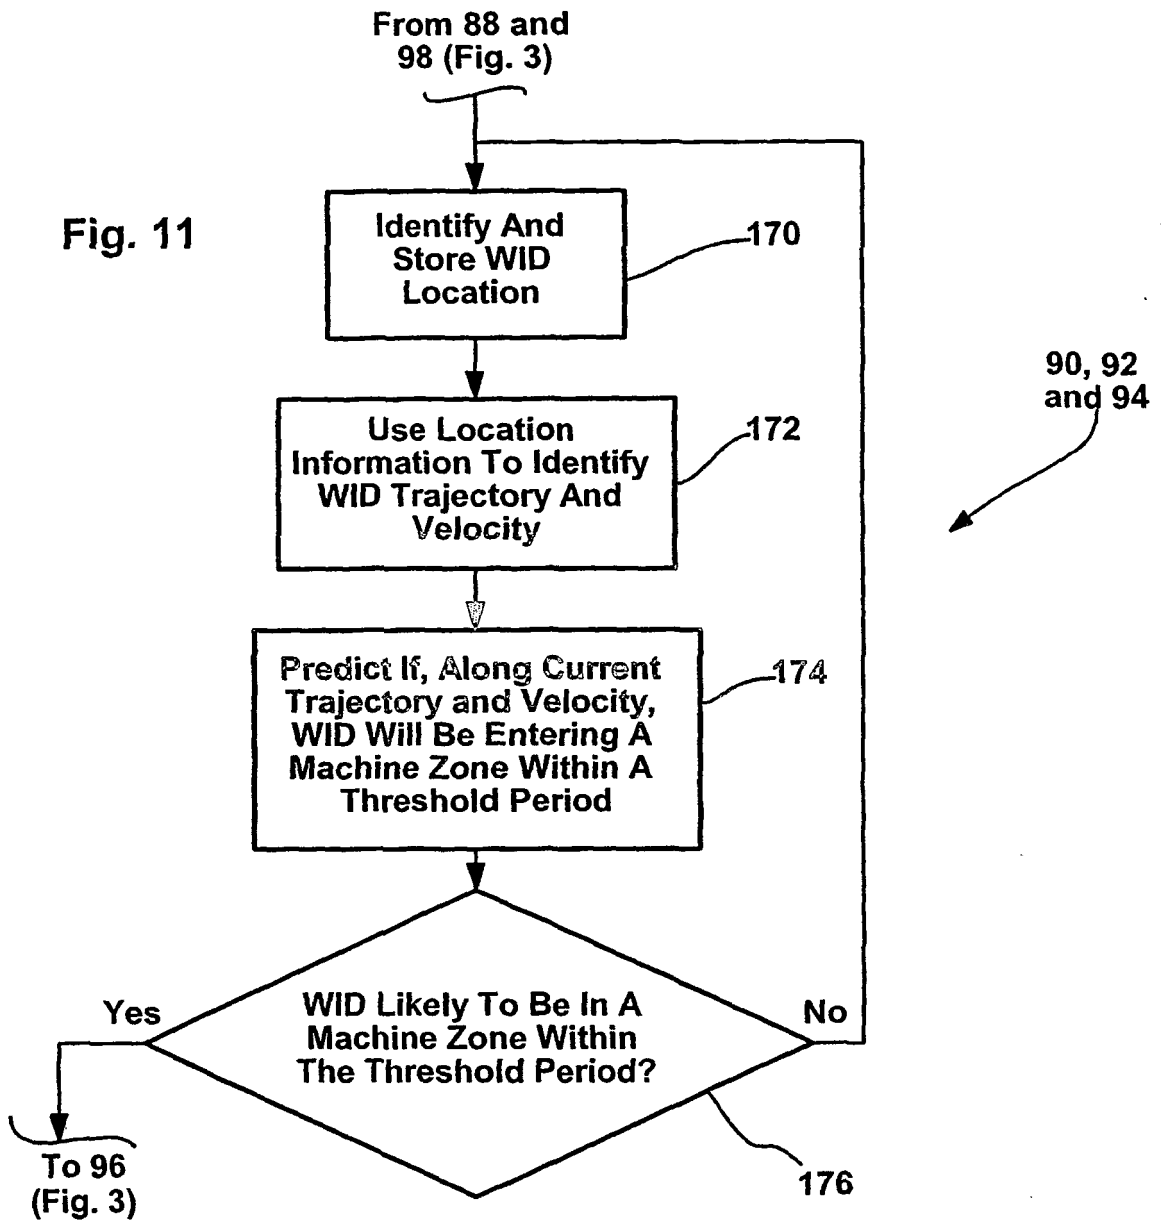 From 88 and
98 (Fig. 3)
Fig. 11
Identify And
Store WID
Location
170
90, 92
and 94
Use Location
Information To Identify
WID Trajectory And
Velocity
172
Predict If, Along Current
Trajectory and Velocity,
WID Will Be Entering A
Machine Zone Within A
Threshold Period
174
Yes
WID Likely To Be In A
Machine Zone Within
The Threshold Period?
No
To 96
(Fig. 3)
176